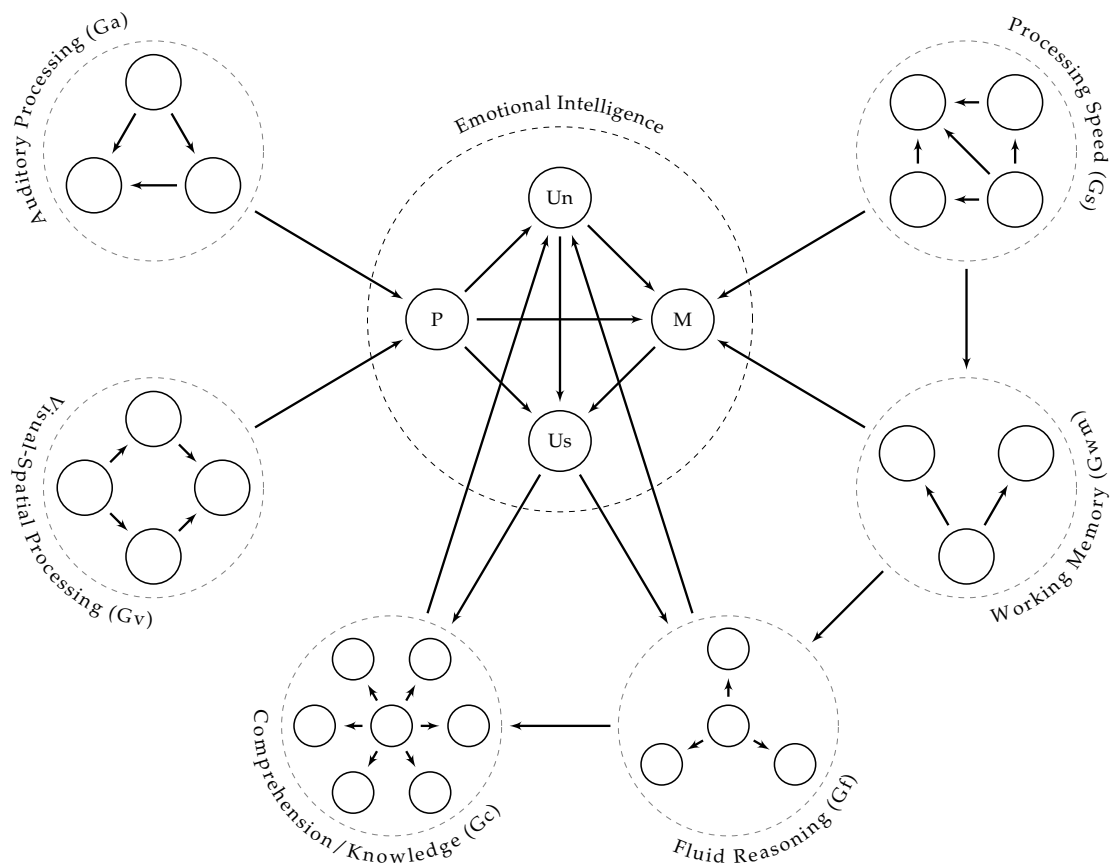 Auditory Processing (Ga)
Processing Speed (Gs)
Emotional Intelligence
Un
P
M
Us
Visual-Spatial Processing (Gv)
Working Memory (Gwm)
Comprehension/Knowledge (Gc)
Fluid Reasoning (Gf)